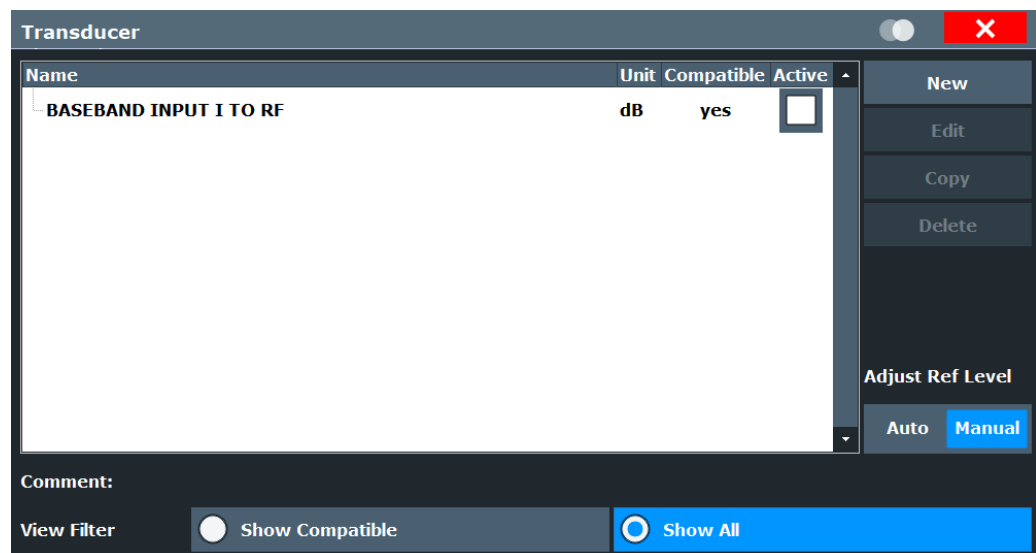 Transducer
Name Unit Compatible Active
BASEBAND INPUT I TO RF dB yes
New
Edit
Copy
Delete
Adjust Ref Level
Auto Manual
Comment:
View Filter Show Compatible Show All